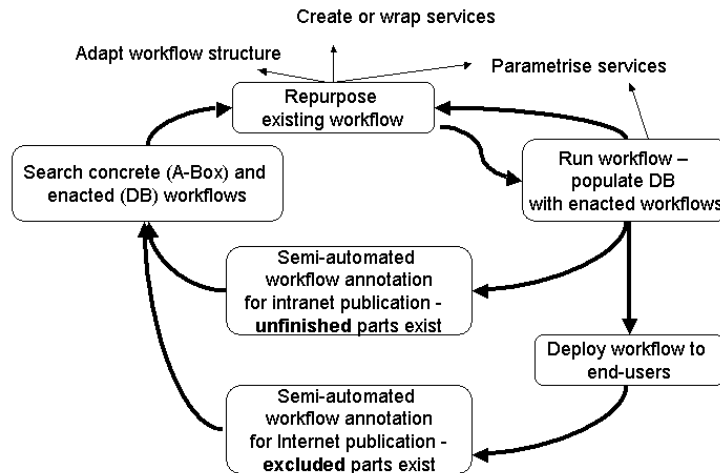 Create or wrap services
Adapt workflow structure
Parametrise services
Repurpose
existing workflow
Search concrete (A-Box) and
enacted (DB) workflows
Run workflow –
populate DB
with enacted workflows
Semi-automated
workflow annotation
for intranet publication -
unfinished parts exist
Deploy workflow to
end-users
Semi-automated
workflow annotation
for Internet publication -
excluded parts exist